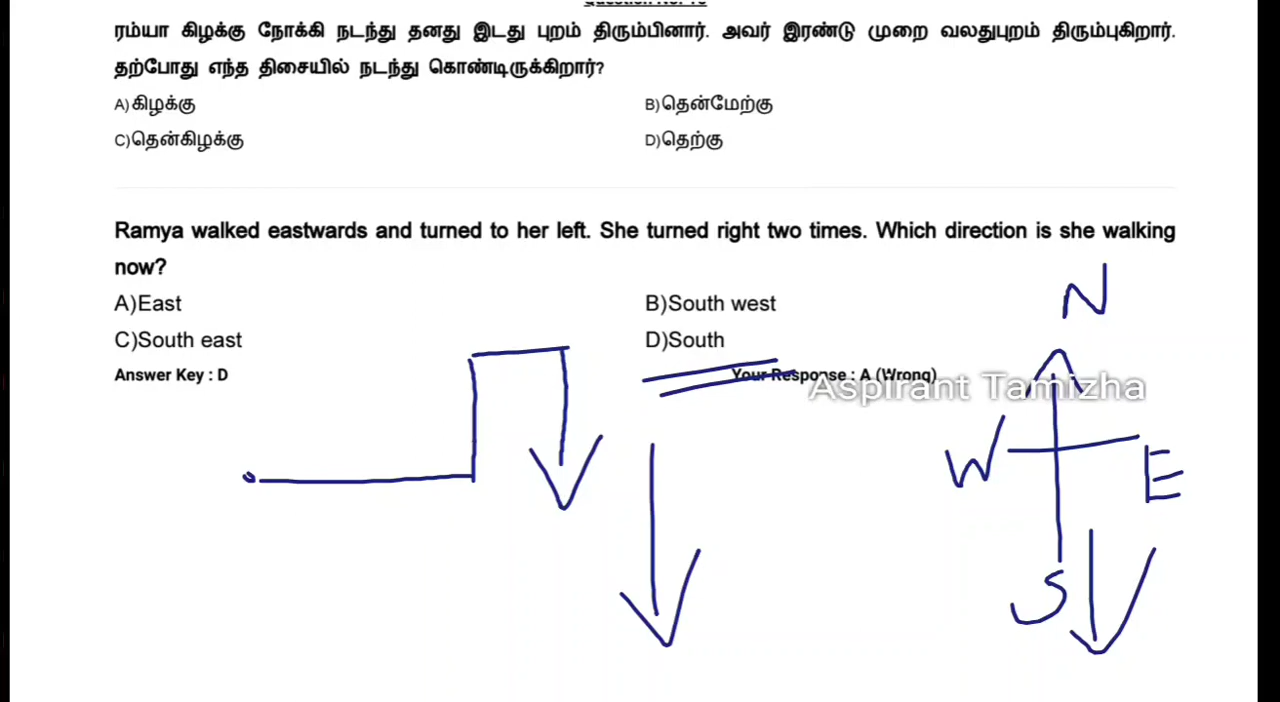 ரம்யா கிழக்கு நோக்கி நடந்து தனது இடது புறம் திரும்பினார். அவர் இரண்டு முறை வலதுபுறம் திரும்புகிறார்.
தற்போது எந்த திசையில் நடந்து கொண்டிருக்கிறார்?
A)கிழக்கு B)தென்மேற்கு
C)தென்கிழக்கு D)தெற்கு
Ramya walked eastwards and turned to her left. She turned right two times. Which direction is she walking
now?
A)East B)South west
C)South east D)South
Answer Key : D Your Response : A (Wrong)
Aspirant Tamizha
N
W E
S